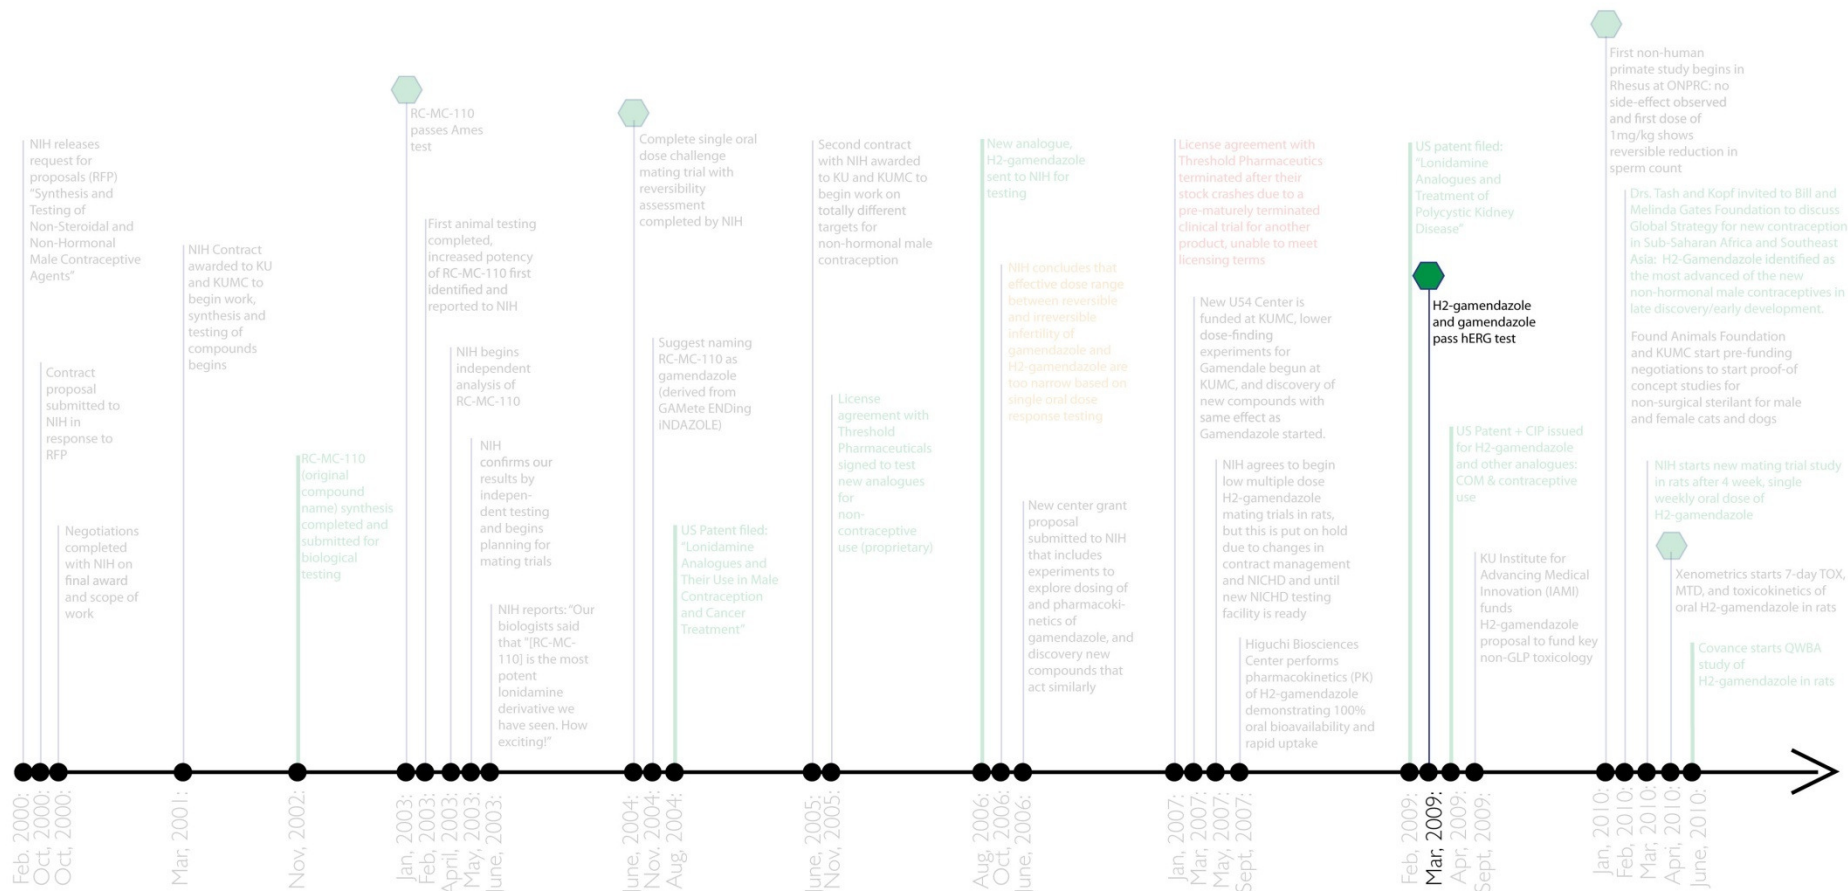 NIH releases
request for
proposals (RFP)
“Synthesis and
Testing of
Non-Steroidal and
Non-Hormonal
Male Contraceptive
Agents”
Contract
proposal
submitted to
NIH in
response to
RFP
Negotiations
completed
with NIH on
final award
and scope of
work
NIH Contract
awarded to KU
and KUMC to
begin work,
synthesis and
testing of
compounds
begins
RC-MC-110
(original
compound
name) synthesis
completed and
submitted for
biological
testing
RC-MC-110
passes Ames
test
First animal testing
completed,
increased potency
of RC-MC-110 first
identified and
reported to NIH
NIH begins
independent
analysis of
RC-MC-110
NIH
confirms our
results by
indepen-
dent testing
and begins
planning for
mating trials
NIH reports: “Our
biologists said
that “[RC-MC-
110] is the most
potent
lonidamine
derivative we
have seen. How
exciting!”
Complete single oral
dose challenge
mating trial with
reversibility
assessment
completed by NIH
Suggest naming
RC-MC-110 as
gamendazole
(derived from
GAMete ENDing
iNDAZOLE)
US Patent filed:
“Lonidamine
Analogues and
Their Use in Male
Contraception
and Cancer
Treatment”
Second contract
with NIH awarded
to KU and KUMC to
begin work on
totally different
targets for
non-hormonal male
contraception
License
agreement with
Threshold
Pharmaceuticals
signed to test
new analogues
for
non-
contraceptive
use (proprietary)
New analogue,
H2-gamendazole
sent to NIH for
testing
NIH concludes that
effective dose range
between reversible
and irreversible
infertility of
gamendazole and
H2-gamendazole are
too narrow based on
single oral dose
response testing
New center grant
proposal
submitted to NIH
that includes
experiments to
explore dosing of
and pharmacoki-
netics of
gamendazole, and
discovery new
compounds that
act similarly
License agreement with
Threshold Pharmaceutics
terminated after their
stock crashes due to a
pre-maturely terminated
clinical trial for another
product, unable to meet
licensing terms
New U54 Center is
funded at KUMC, lower
dose-finding
experiments for
Gamendale begun at
KUMC, and discovery of
new compounds with
same effect as
Gamendazole started.
NIH agrees to begin
low multiple dose
H2-gamendazole
mating trials in rats,
but this is put on hold
due to changes in
contract management
and NICHD and until
new NICHD testing
facility is ready
Higuchi Biosciences
Center performs
pharmacokinetics (PK)
of H2-gamendazole
demonstrating 100%
oral bioavailability and
rapid uptake
US patent filed:
“Lonidamine
Analogues and
Treatment of
Polycystic Kidney
Disease”
H2-gamendazole
and gamendazole
pass hERG test
US Patent + CIP issued
for H2-gamendazole
and other analogues:
COM & contraceptive
use
KU Institute for
Advancing Medical
Innovation (IAMI)
funds
H2-gamendazole
proposal to fund key
non-GLP toxicology
First non-human
primate study begins in
Rhesus at ONPRC: no
side-effect observed
and first dose of
1mg/kg shows
reversible reduction in
sperm count
Drs. Tash and Kopf invited to Bill and
Melinda Gates Foundation to discuss
Global Strategy for new contraception
in Sub-Saharan Africa and Southeast
Asia: H2-Gamendazole identified as
the most advanced of the new
non-hormonal male contraceptives in
late discovery/early development.
Found Animals Foundation
and KUMC start pre-funding
negotiations to start proof-of
concept studies for
non-surgical sterilant for male
and female cats and dogs
NIH starts new mating trial study
in rats after 4 week, single
weekly oral dose of
H2-gamendazole
Xenometrics starts 7-day TOX,
MTD, and toxicokinetics of
oral H2-gamendazole in rats
Covance starts QWBA
study of
H2-gamendazole in rats
Feb. 2000:
Oct, 2000:
Oct, 2000:
Mar, 2001:
Nov, 2002:
Jan, 2003:
Feb, 2003:
April, 2003:
May, 2003:
June, 2003:
June, 2004:
Nov. 2004:
Aug, 2004:
June, 2005:
Nov, 2005:
Aug, 2006:
Oct, 2006:
June, 2006:
Jan, 2007:
Mar, 2007:
May, 2007:
Sept, 2007:
Feb, 2009:
Mar, 2009:
Apr, 2009:
Sept, 2009:
Jan, 2010:
Feb, 2010:
Mar, 2010:
Apri, 2010:
June, 2010: